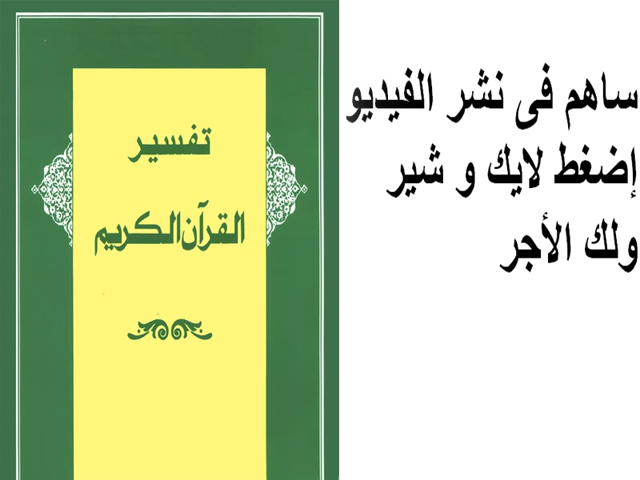 تفسير
القرآن الكريم
ساهم فى نشر الفيديو
إضغط لايك و شير
ولك الأجر